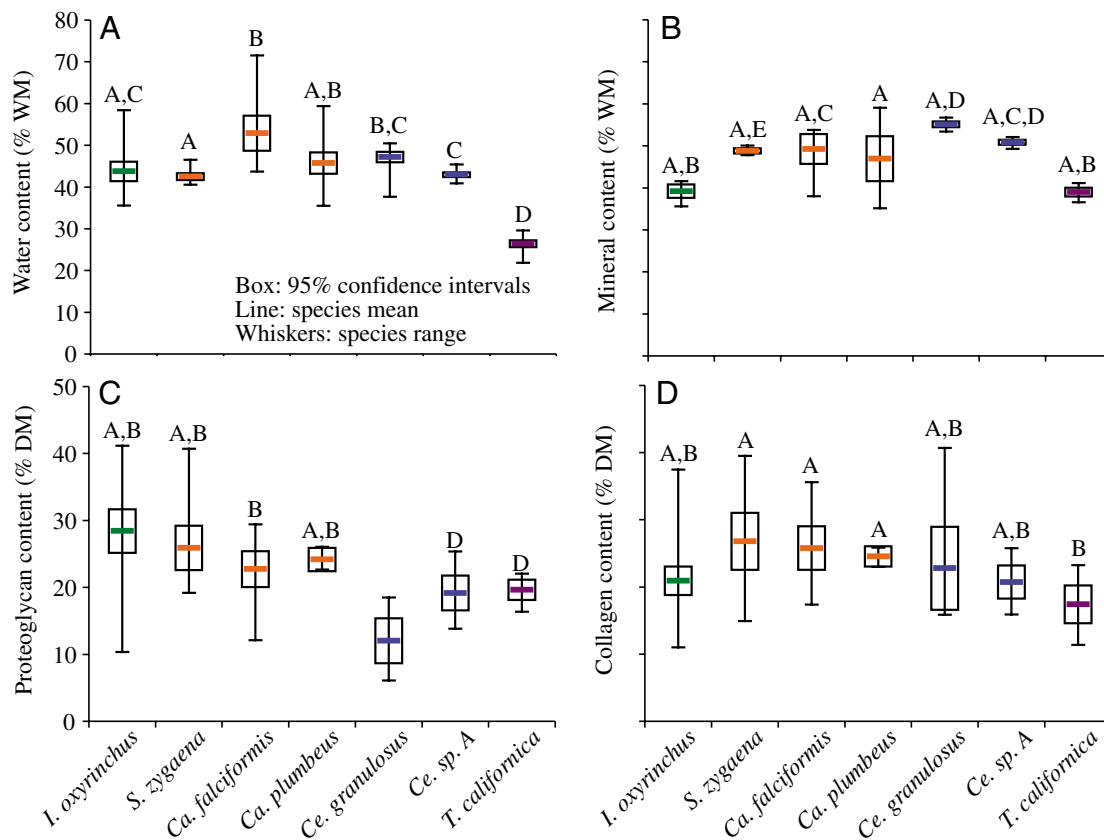 A
Water content (% WM)
80
70
60
50
40
30
20
10
0
A,C
A
B
A,B
B,C
C
D
Box: 95% confidence intervals
Line: species mean
Whiskers: species range
B
Mineral content (% WM)
A,B
A,E
A,C
A
A,D
A,C,D
A,B
C
Proteoglycan content (% DM)
50
40
30
20
10
0
A,B
A,B
B
A,B
D
D
I. oxyrinchus
S. zygaena
Ca. falciformis
Ca. plumbeus
Ce. granulosus
Ce. sp. A
T. californica
D
Collagen content (% DM)
A,B
A
A
A
A,B
A,B
B
I. oxyrinchus
S. zygaena
Ca. falciformis
Ca. plumbeus
Ce. granulosus
Ce. sp. A
T. californica